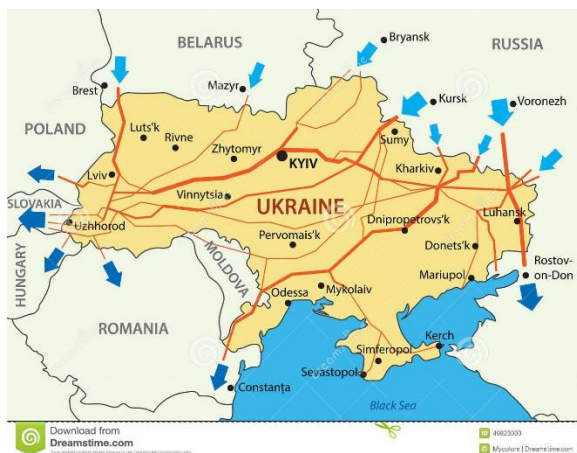 BELARUS
Bryansk
RUSSIA
Brest
Mazyr
Kursk
Voronezh
POLAND
Luts'k
Rivne
Sumy
Zhytomyr
KYIV
Kharkiv
Lviv
SLOVAKIA
Vinnytsia
UKRAINE
Luhansk
Uzhhorod
Dnipropetrovs'k
Pervomais'k
Donets'k
HUNGARY
MOLDOVA
Mariupol
Rostov-
on-Don
Odessa
Mykolaiv
ROMANIA
Kerch
Simferopol
Sevastopol
Constanța
Black Sea
Download from
Dreamstime.com
49823003
Mycolors | Dreamstime.com